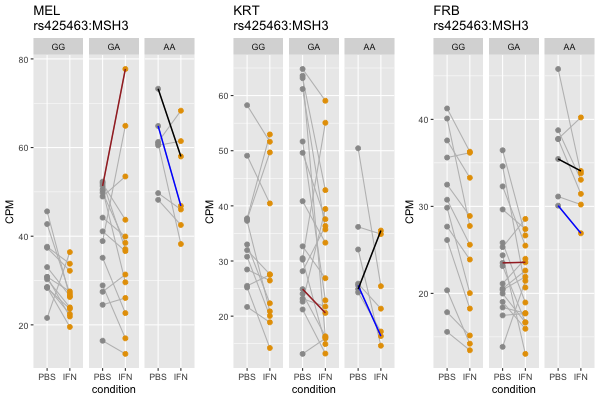 MEL
rs425463:MSH3
GG GA AA
CPM
80
60
40
20
PBS IFN PBS IFN PBS IFN
condition
KRT
rs425463:MSH3
GG GA AA
CPM
60
50
40
30
20
PBS IFN PBS IFN PBS IFN
condition
FRB
rs425463:MSH3
GG GA AA
CPM
40
30
20
PBS IFN PBS IFN PBS IFN
condition